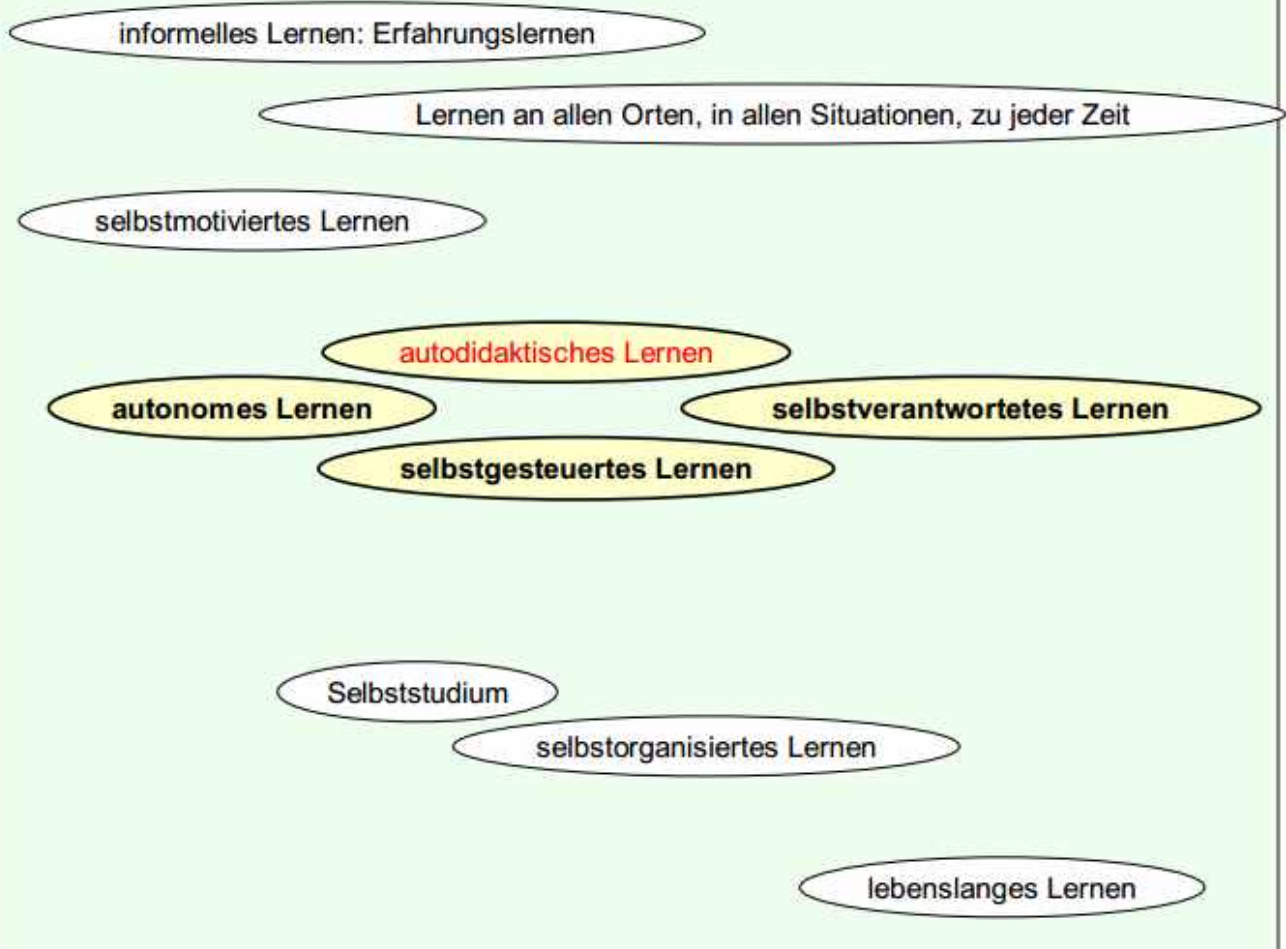 informelles Lernen: Erfahrungslernen
Lernen an allen Orten, in allen Situationen, zu jeder Zeit
selbstmotiviertes Lernen
autodidaktisches Lernen
autonomes Lernen
selbstverantwortetes Lernen
selbstgesteuertes Lernen
Selbststudium
selbstorganisiertes Lernen
lebenslanges Lernen